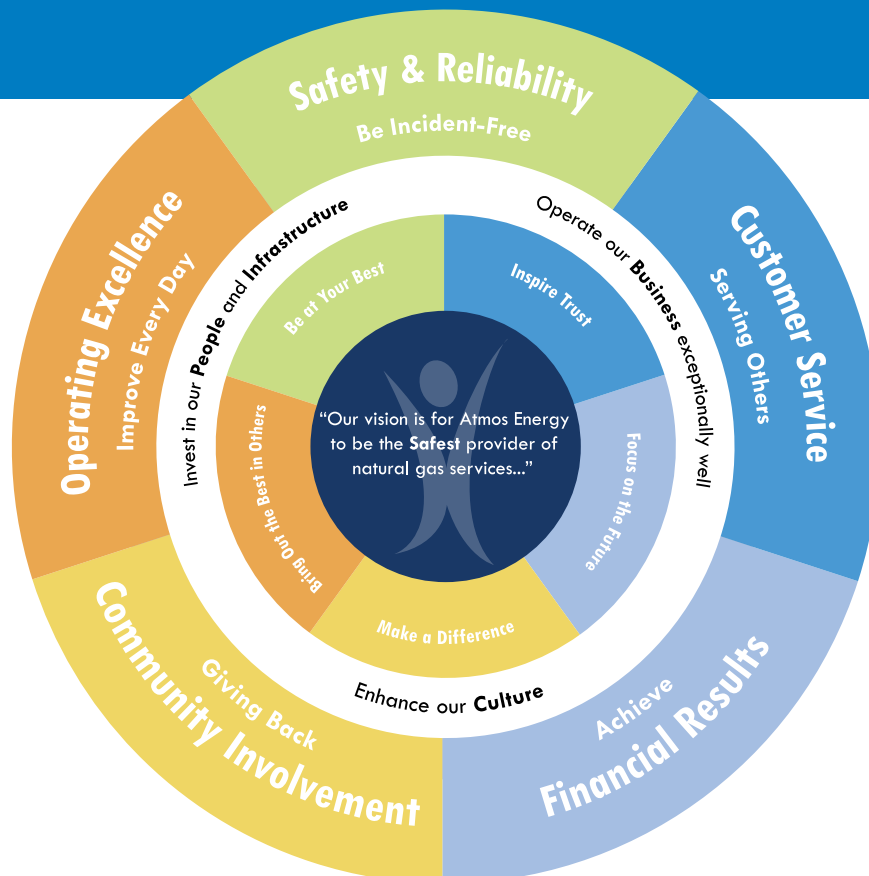 Safety & Reliability
Be Incident-Free
Customer Service
Serving Others
Achieve
Financial Results
Giving Back
Community Involvement
Operating Excellence
Improve Every Day
Invest in our People and Infrastructure
Operate our Business exceptionally well
Enhance our Culture
Be at Your Best
Inspire Trust
Focus on the Future
Make a Difference
Bring Out the Best in Others
“Our vision is for Atmos Energy
to be the Safest provider of
natural gas services...”